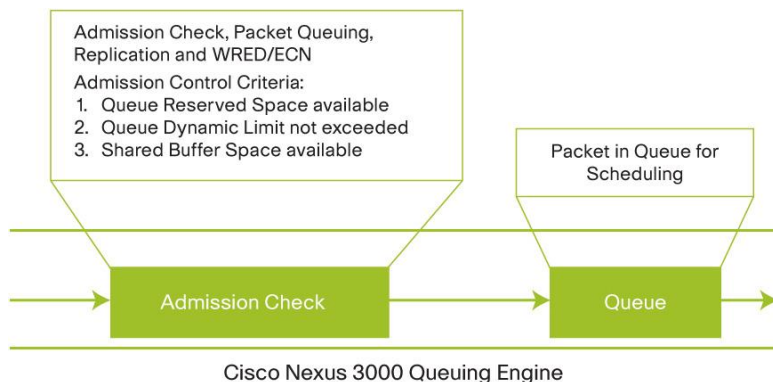 Admission Check, Packet Queuing,
Replication and WRED/ECN
Admission Control Criteria:
1. Queue Reserved Space available
2. Queue Dynamic Limit not exceeded
3. Shared Buffer Space available
Packet in Queue for
Scheduling
Admission Check
Queue
Cisco Nexus 3000 Queuing Engine